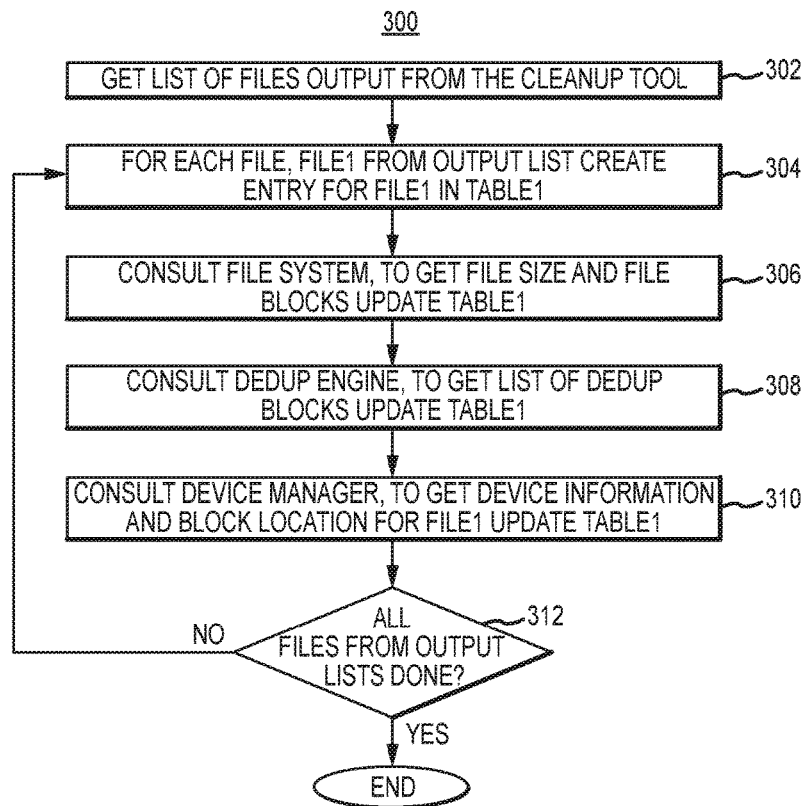 300
GET LIST OF FILES OUTPUT FROM THE CLEANUP TOOL
302
FOR EACH FILE, FILE1 FROM OUTPUT LIST CREATE
ENTRY FOR FILE1 IN TABLE1
304
CONSULT FILE SYSTEM, TO GET FILE SIZE AND FILE
BLOCKS UPDATE TABLE1
306
CONSULT DEDUP ENGINE, TO GET LIST OF DEDUP
BLOCKS UPDATE TABLE1
308
CONSULT DEVICE MANAGER, TO GET DEVICE INFORMATION
AND BLOCK LOCATION FOR FILE1 UPDATE TABLE1
310
ALL
FILES FROM OUTPUT
LISTS DONE?
312
NO
YES
END